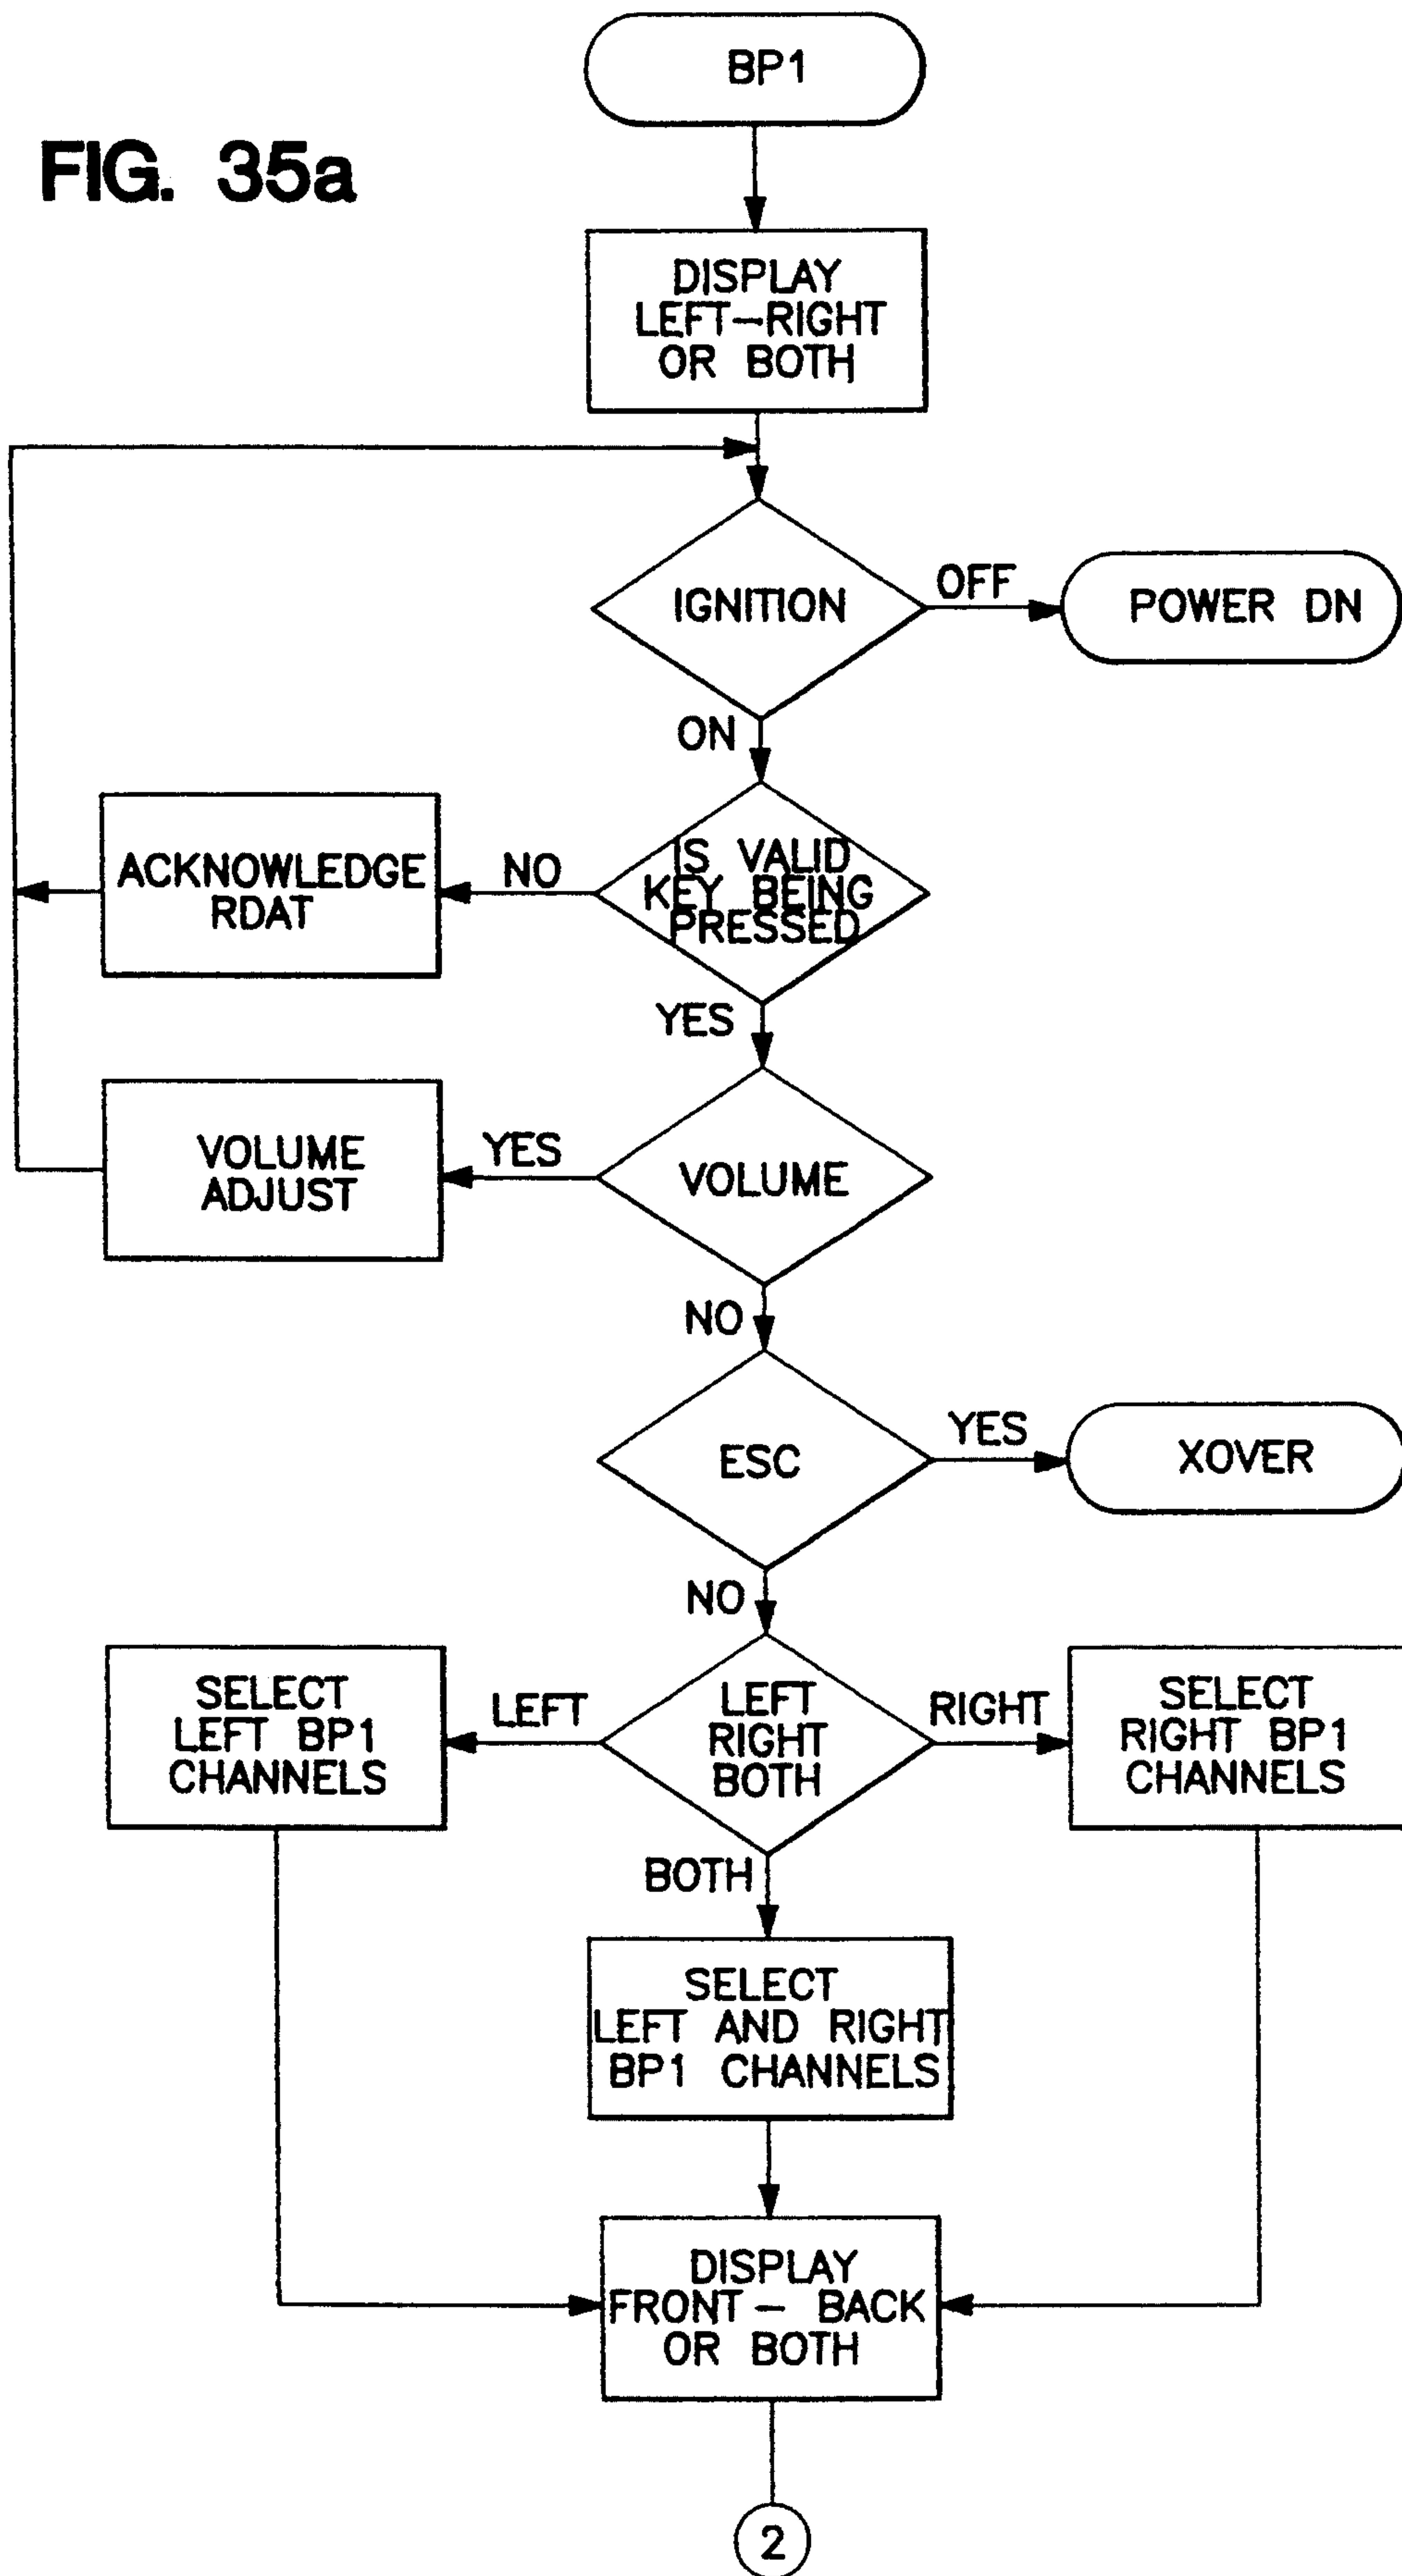 BP1
FIG. 35a
DISPLAY
LEFT-RIGHT
OR BOTH
IGNITION
OFF
POWER DN
ON
IS VALID
KEY BEING
PRESSED
NO
ACKNOWLEDGE
RDAT
YES
VOLUME
YES
VOLUME
ADJUST
NO
ESC
YES
XOVER
NO
LEFT
RIGHT
BOTH
LEFT
SELECT
LEFT BP1
CHANNELS
RIGHT
SELECT
RIGHT BP1
CHANNELS
BOTH
SELECT
LEFT AND RIGHT
BP1 CHANNELS
DISPLAY
FRONT- BACK
OR BOTH
2